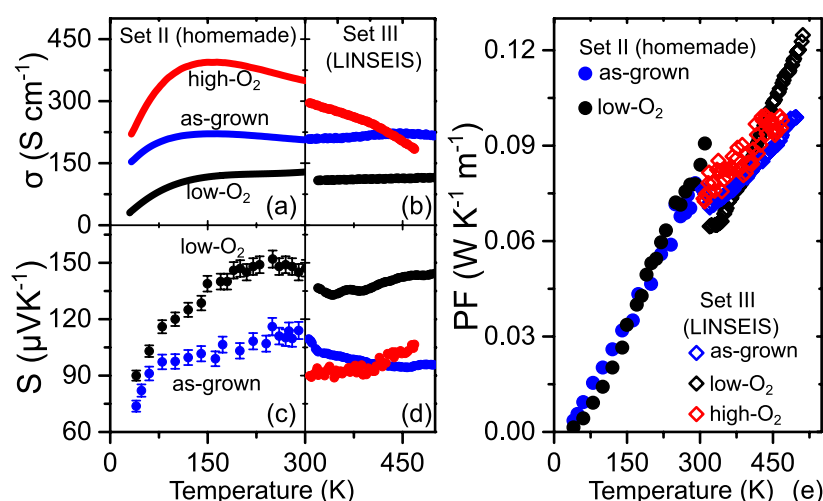 Set II (homemade)
Set III
(LINSEIS)
450
300
150
0
σ (S cm⁻¹)
high-O₂
as-grown
low-O₂
(a)
(b)
150
120
90
60
S (µVK⁻¹)
low-O₂
as-grown
(c)
(d)
0
150
300
450
Temperature (K)
0.12
0.09
0.06
0.03
0.00
PF (W K⁻¹ m⁻¹)
Set II (homemade)
as-grown
low-O₂
Set III
(LINSEIS)
as-grown
low-O₂
high-O₂
0
150
300
450
Temperature (K)
(e)